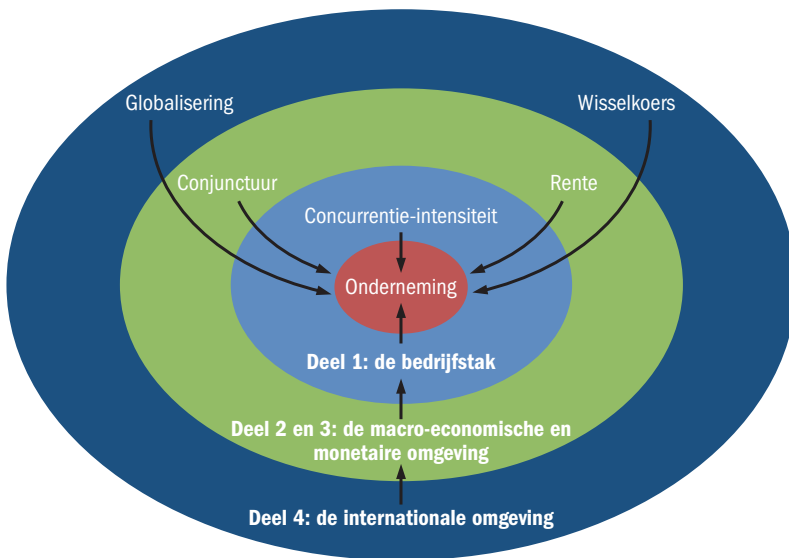 Globalisering
Wisselkoers
Conjunctuur
Rente
Concurrentie-intensiteit
Onderneming
Deel 1: de bedrijfstak
Deel 2 en 3: de macro-economische en
monetaire omgeving
Deel 4: de internationale omgeving